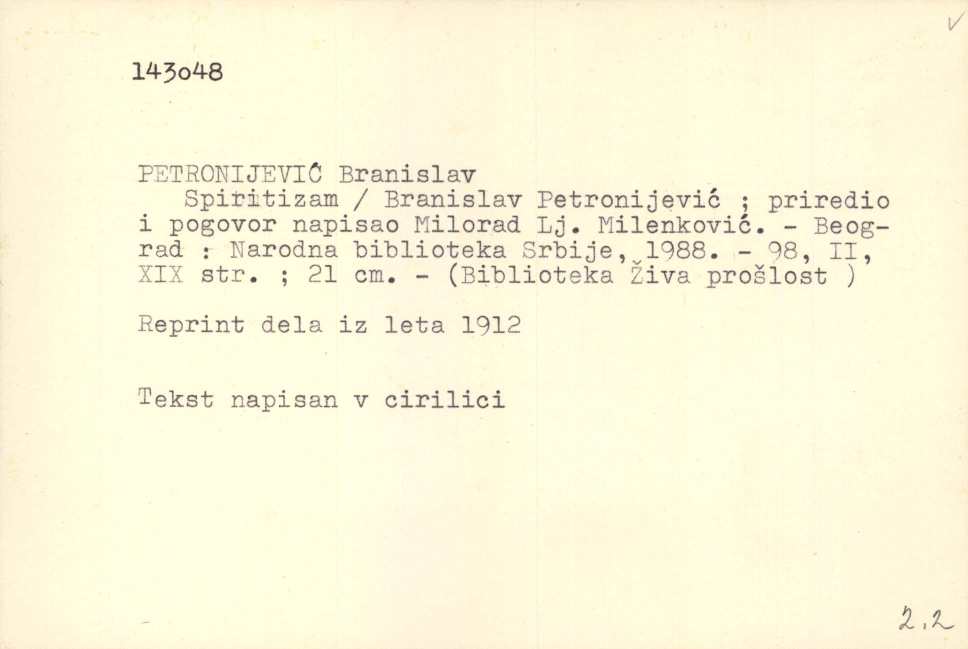 143o48
PETRONIJEVIĆ Branislav
Spiritizam / Branislav Petronijević ; priredio
i pogovor napisao Milorad Lj. Milenković. - Beog-
rad : Narodna biblioteka Srbije, 1988. - 98, II,
XIX str. ; 21 cm. - (Biblioteka Živa prošlost )
Reprint dela iz leta 1912
Tekst napisan v cirilici
2.2